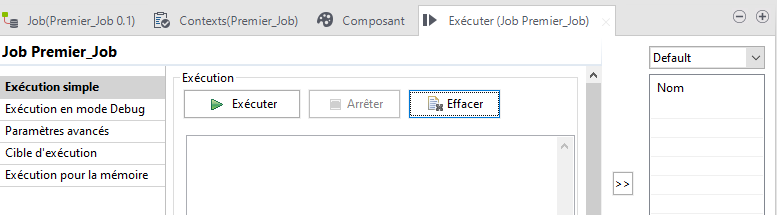 Job(Premier_Job 0.1) Contexts(Premier_Job) Composant Exécuter (Job Premier_Job)
Job Premier_Job
Default
Exécution simple
Exécution en mode Debug
Paramètres avancés
Cible d'exécution
Exécution pour la mémoire
Exécution
Exécuter Arrêter Effacer
Nom
>>